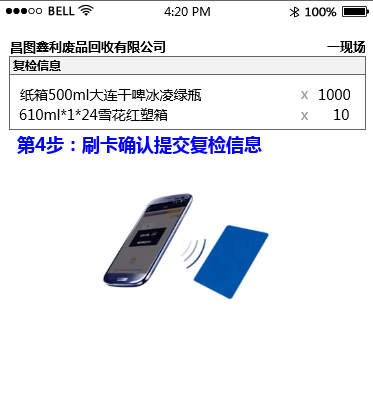 BELL 4:20 PM 100%
昌图鑫利废品回收有限公司 一现场
复检信息
纸箱500ml大连干啤冰凌绿瓶 x 1000
610ml*1*24雪花红塑箱 x 10
第4步：刷卡确认提交复检信息